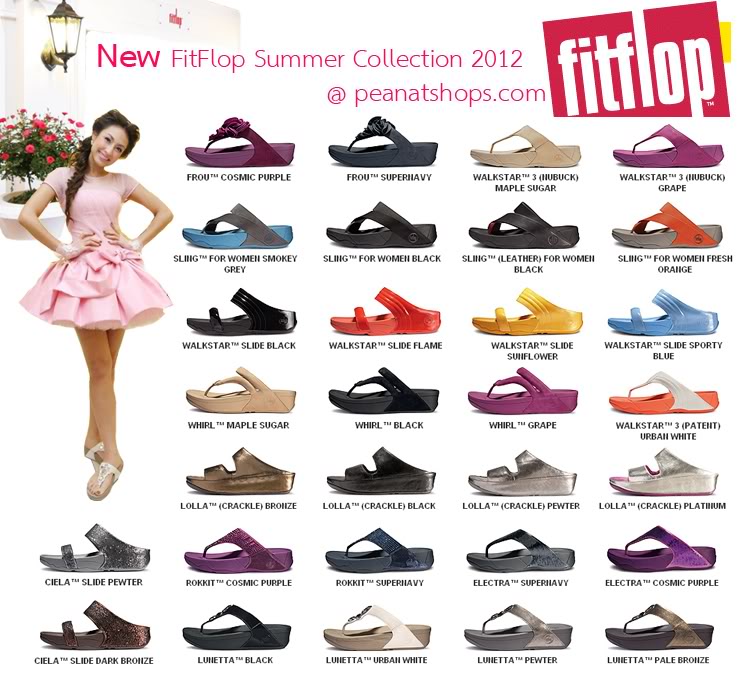 fitflop
New FitFlop Summer Collection 2012
@ peanatshops.com
fitflop™
FROU™ COSMIC PURPLE
FROU™ SUPERNAVY
WALKSTAR™ 3 (NUBUCK)
MAPLE SUGAR
WALKSTAR™ 3 (NUBUCK)
GRAPE
SLING™ FOR WOMEN SMOKEY
GREY
SLING™ FOR WOMEN BLACK
SLING™ (LEATHER) FOR WOMEN
BLACK
SLING™ FOR WOMEN FRESH
ORANGE
WALKSTAR™ SLIDE BLACK
WALKSTAR™ SLIDE FLAME
WALKSTAR™ SLIDE
SUNFLOWER
WALKSTAR™ SLIDE SPORTY
BLUE
WHIRL™ MAPLE SUGAR
WHIRL™ BLACK
WHIRL™ GRAPE
WALKSTAR™ 3 (PATENT)
URBAN WHITE
LOLLA™ (CRACKLE) BRONZE
LOLLA™ (CRACKLE) BLACK
LOLLA™ (CRACKLE) PEWTER
LOLLA™ (CRACKLE) PLATINUM
CIELA™ SLIDE PEWTER
ROKKIT™ COSMIC PURPLE
ROKKIT™ SUPERNAVY
ELECTRA™ SUPERNAVY
ELECTRA™ COSMIC PURPLE
CIELA™ SLIDE DARK BRONZE
LUNETTA™ BLACK
LUNETTA™ URBAN WHITE
LUNETTA™ PEWTER
LUNETTA™ PALE BRONZE